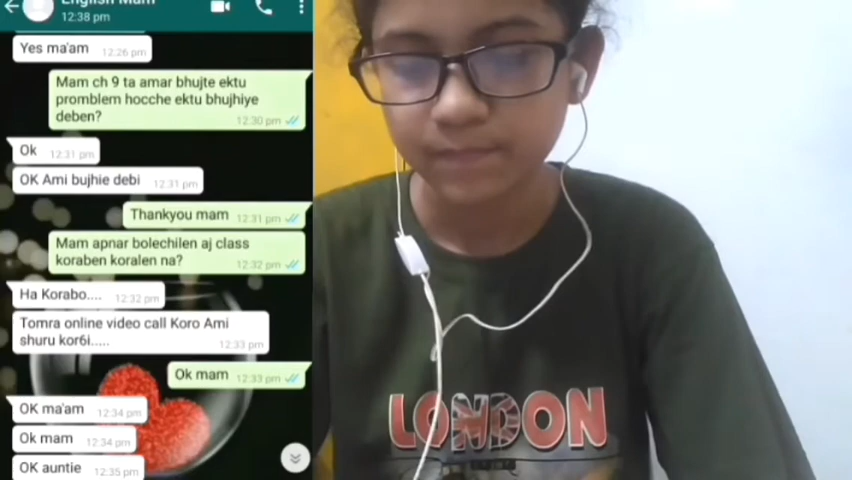 English Mam
12:38 pm
Yes ma'am 12:26 pm
Mam ch 9 ta amar bhujte ektu
promblem hocche ektu bhujhiye
deben? 12:30 pm
Ok 12:31 pm
OK Ami bujhie debi 12:31 pm
Thankyou mam 12:31 pm
Mam apnar bolechilen aj class
koraben koralen na? 12:32 pm
Ha Korabo.... 12:32 pm
Tomra online video call Koro Ami
shuru kor6i..... 12:33 pm
Ok mam 12:33 pm
OK ma'am 12:34 pm
Ok mam 12:34 pm
OK auntie 12:35 pm
LONDON